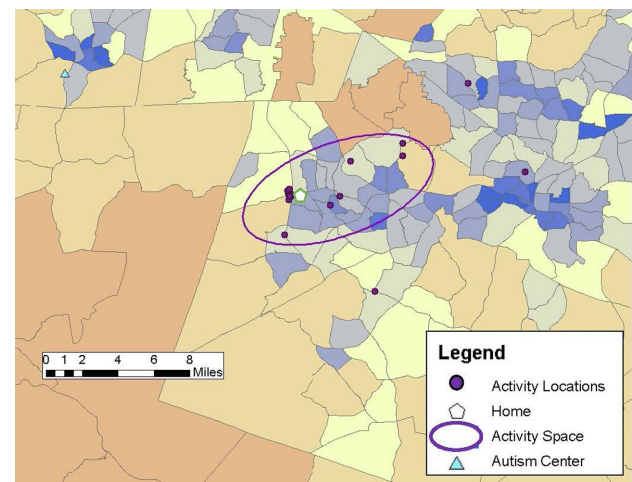 0 1 2 4 6 8
Miles
Legend
Activity Locations
Home
Activity Space
Autism Center